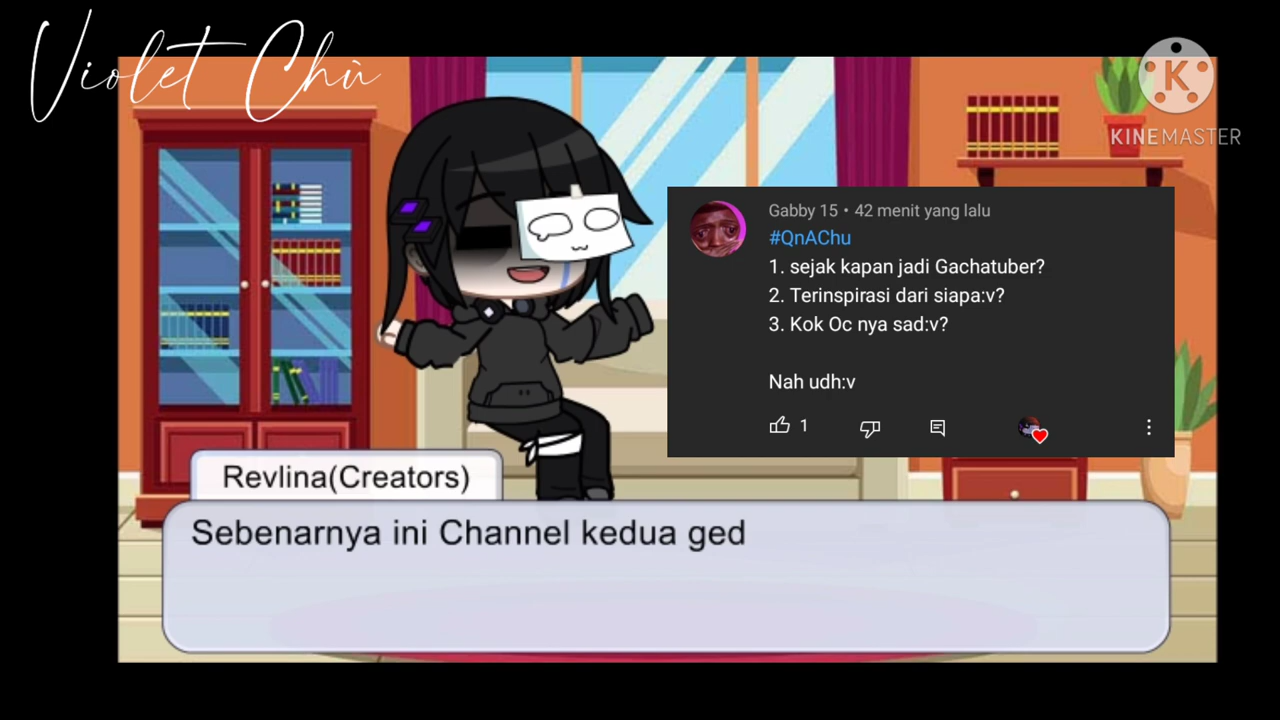 Violet Chù
KINEMASTER
Gabby 15 • 42 menit yang lalu
#QnAChu
1. sejak kapan jadi Gachatuber?
2. Terinspirasi dari siapa:v?
3. Kok Oc nya sad:v?
Nah udh:v
1
Revlina(Creators)
Sebenarnya ini Channel kedua ged